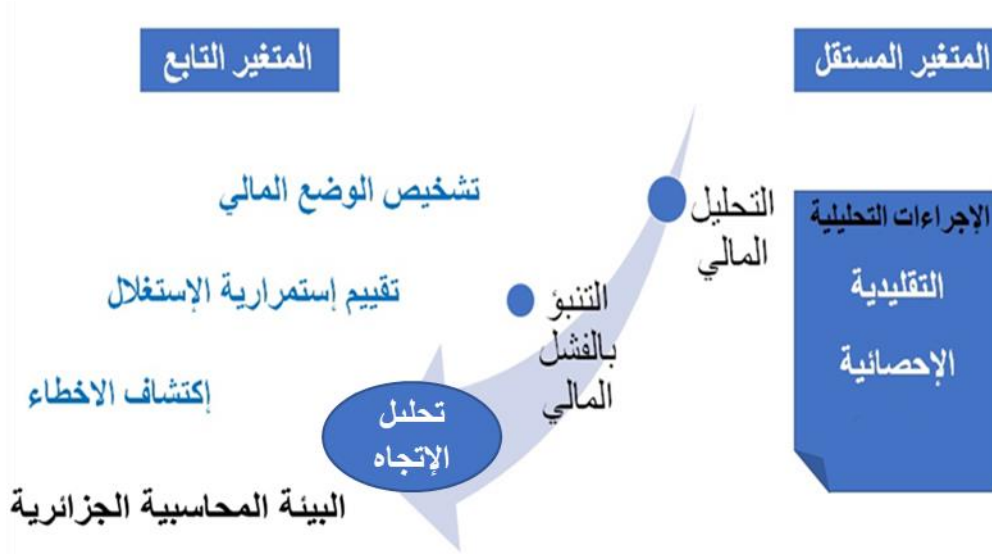 المتغير المستقل
المتغير التابع
الإجراءات التحليلية
التقليدية
الإحصائية
التحليل
المالي
تشخيص الوضع المالي
التنبؤ
بالفشل
المالي
تقييم إستمرارية الإستغلال
تحليل
الإتجاه
إكتشاف الاخطاء
البيئة المحاسبية الجزائرية